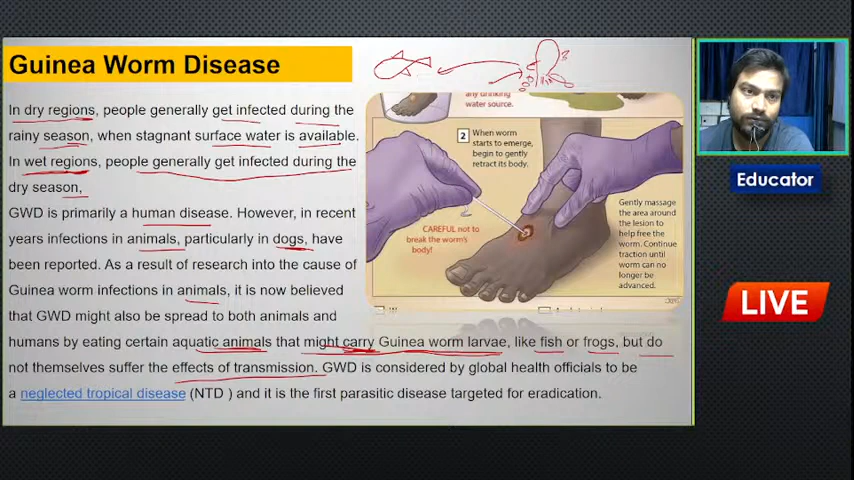 Guinea Worm Disease
In dry regions, people generally get infected during the
rainy season, when stagnant surface water is available.
In wet regions, people generally get infected during the
dry season,
GWD is primarily a human disease. However, in recent
years infections in animals, particularly in dogs, have
been reported. As a result of research into the cause of
Guinea worm infections in animals, it is now believed
that GWD might also be spread to both animals and
humans by eating certain aquatic animals that might carry Guinea worm larvae, like fish or frogs, but do
not themselves suffer the effects of transmission. GWD is considered by global health officials to be
a neglected tropical disease (NTD ) and it is the first parasitic disease targeted for eradication.
any drinking
water source.
2 When worm
starts to emerge,
begin to gently
retract its body.
CAREFUL not to
break the worm's
body!
Gently massage
the area around
the lesion to
help free the
worm. Continue
traction until
worm can no
longer be
advanced.
Educator
LIVE